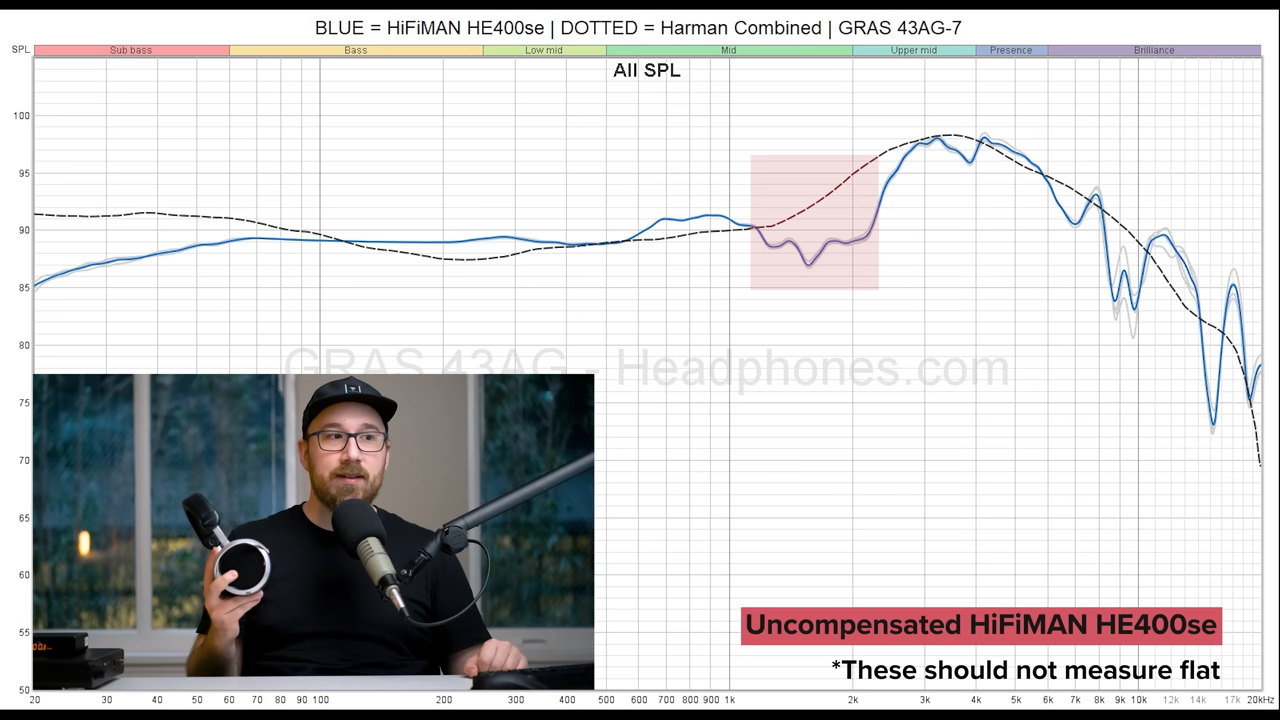 BLUE = HiFiMAN HE400se | DOTTED = Harman Combined | GRAS 43AG-7
SPL Sub bass Bass Low mid Mid Upper mid Presence Brilliance
All SPL
100
95
90
85
80
GRAS 43AG - Headphones.com
75
70
65
60
55
50
Uncompensated HiFiMAN HE400se
*These should not measure flat
20 30 40 50 60 70 80 90 100 200 300 400 500 600 700 800 900 1k 2k 3k 4k 5k 6k 7k 8k 9k 10k 12k 14k 17k 20kHz